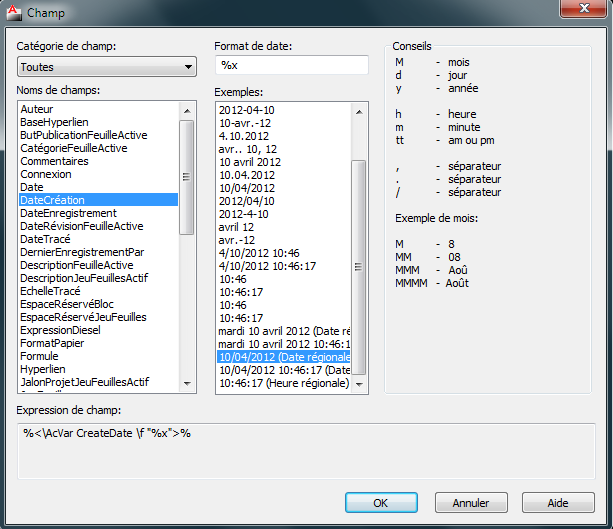 Champ
Catégorie de champ:
Toutes
Noms de champs:
Auteur
BaseHyperlien
ButPublicationFeuilleActive
CatégorieFeuilleActive
Commentaires
Connexion
Date
DateCréation
DateEnregistrement
DateRévisionFeuilleActive
DateTracé
DernierEnregistrementPar
DescriptionFeuilleActive
DescriptionJeuFeuillesActif
EchelleTracé
EspaceRéservéBloc
EspaceRéservéJeuFeuilles
ExpressionDiesel
FormatPapier
Formule
Hyperlien
JalonProjetJeuFeuillesActif
Format de date:
%x
Exemples:
2012-04-10
10-avr.-12
4.10.2012
avr.. 10, 12
10 avril 2012
10.04.2012
10/04/2012
2012/04/10
2012-4-10
avril 12
avr.-12
4/10/2012 10:46
4/10/2012 10:46:17
10:46
10:46:17
10:46
10:46:17
mardi 10 avril 2012 (Date ré
mardi 10 avril 2012 10:46:1
10/04/2012 (Date régionale
10/04/2012 10:46:17 (Date
10:46:17 (Heure régionale)
Conseils
M - mois
d - jour
y - année
h - heure
m - minute
tt - am ou pm
, - séparateur
. - séparateur
/ - séparateur
Exemple de mois:
M - 8
MM - 08
MMM - Aoû
MMMM - Août
Expression de champ:
%<\AcVar CreateDate \f "%x">%
OK
Annuler
Aide